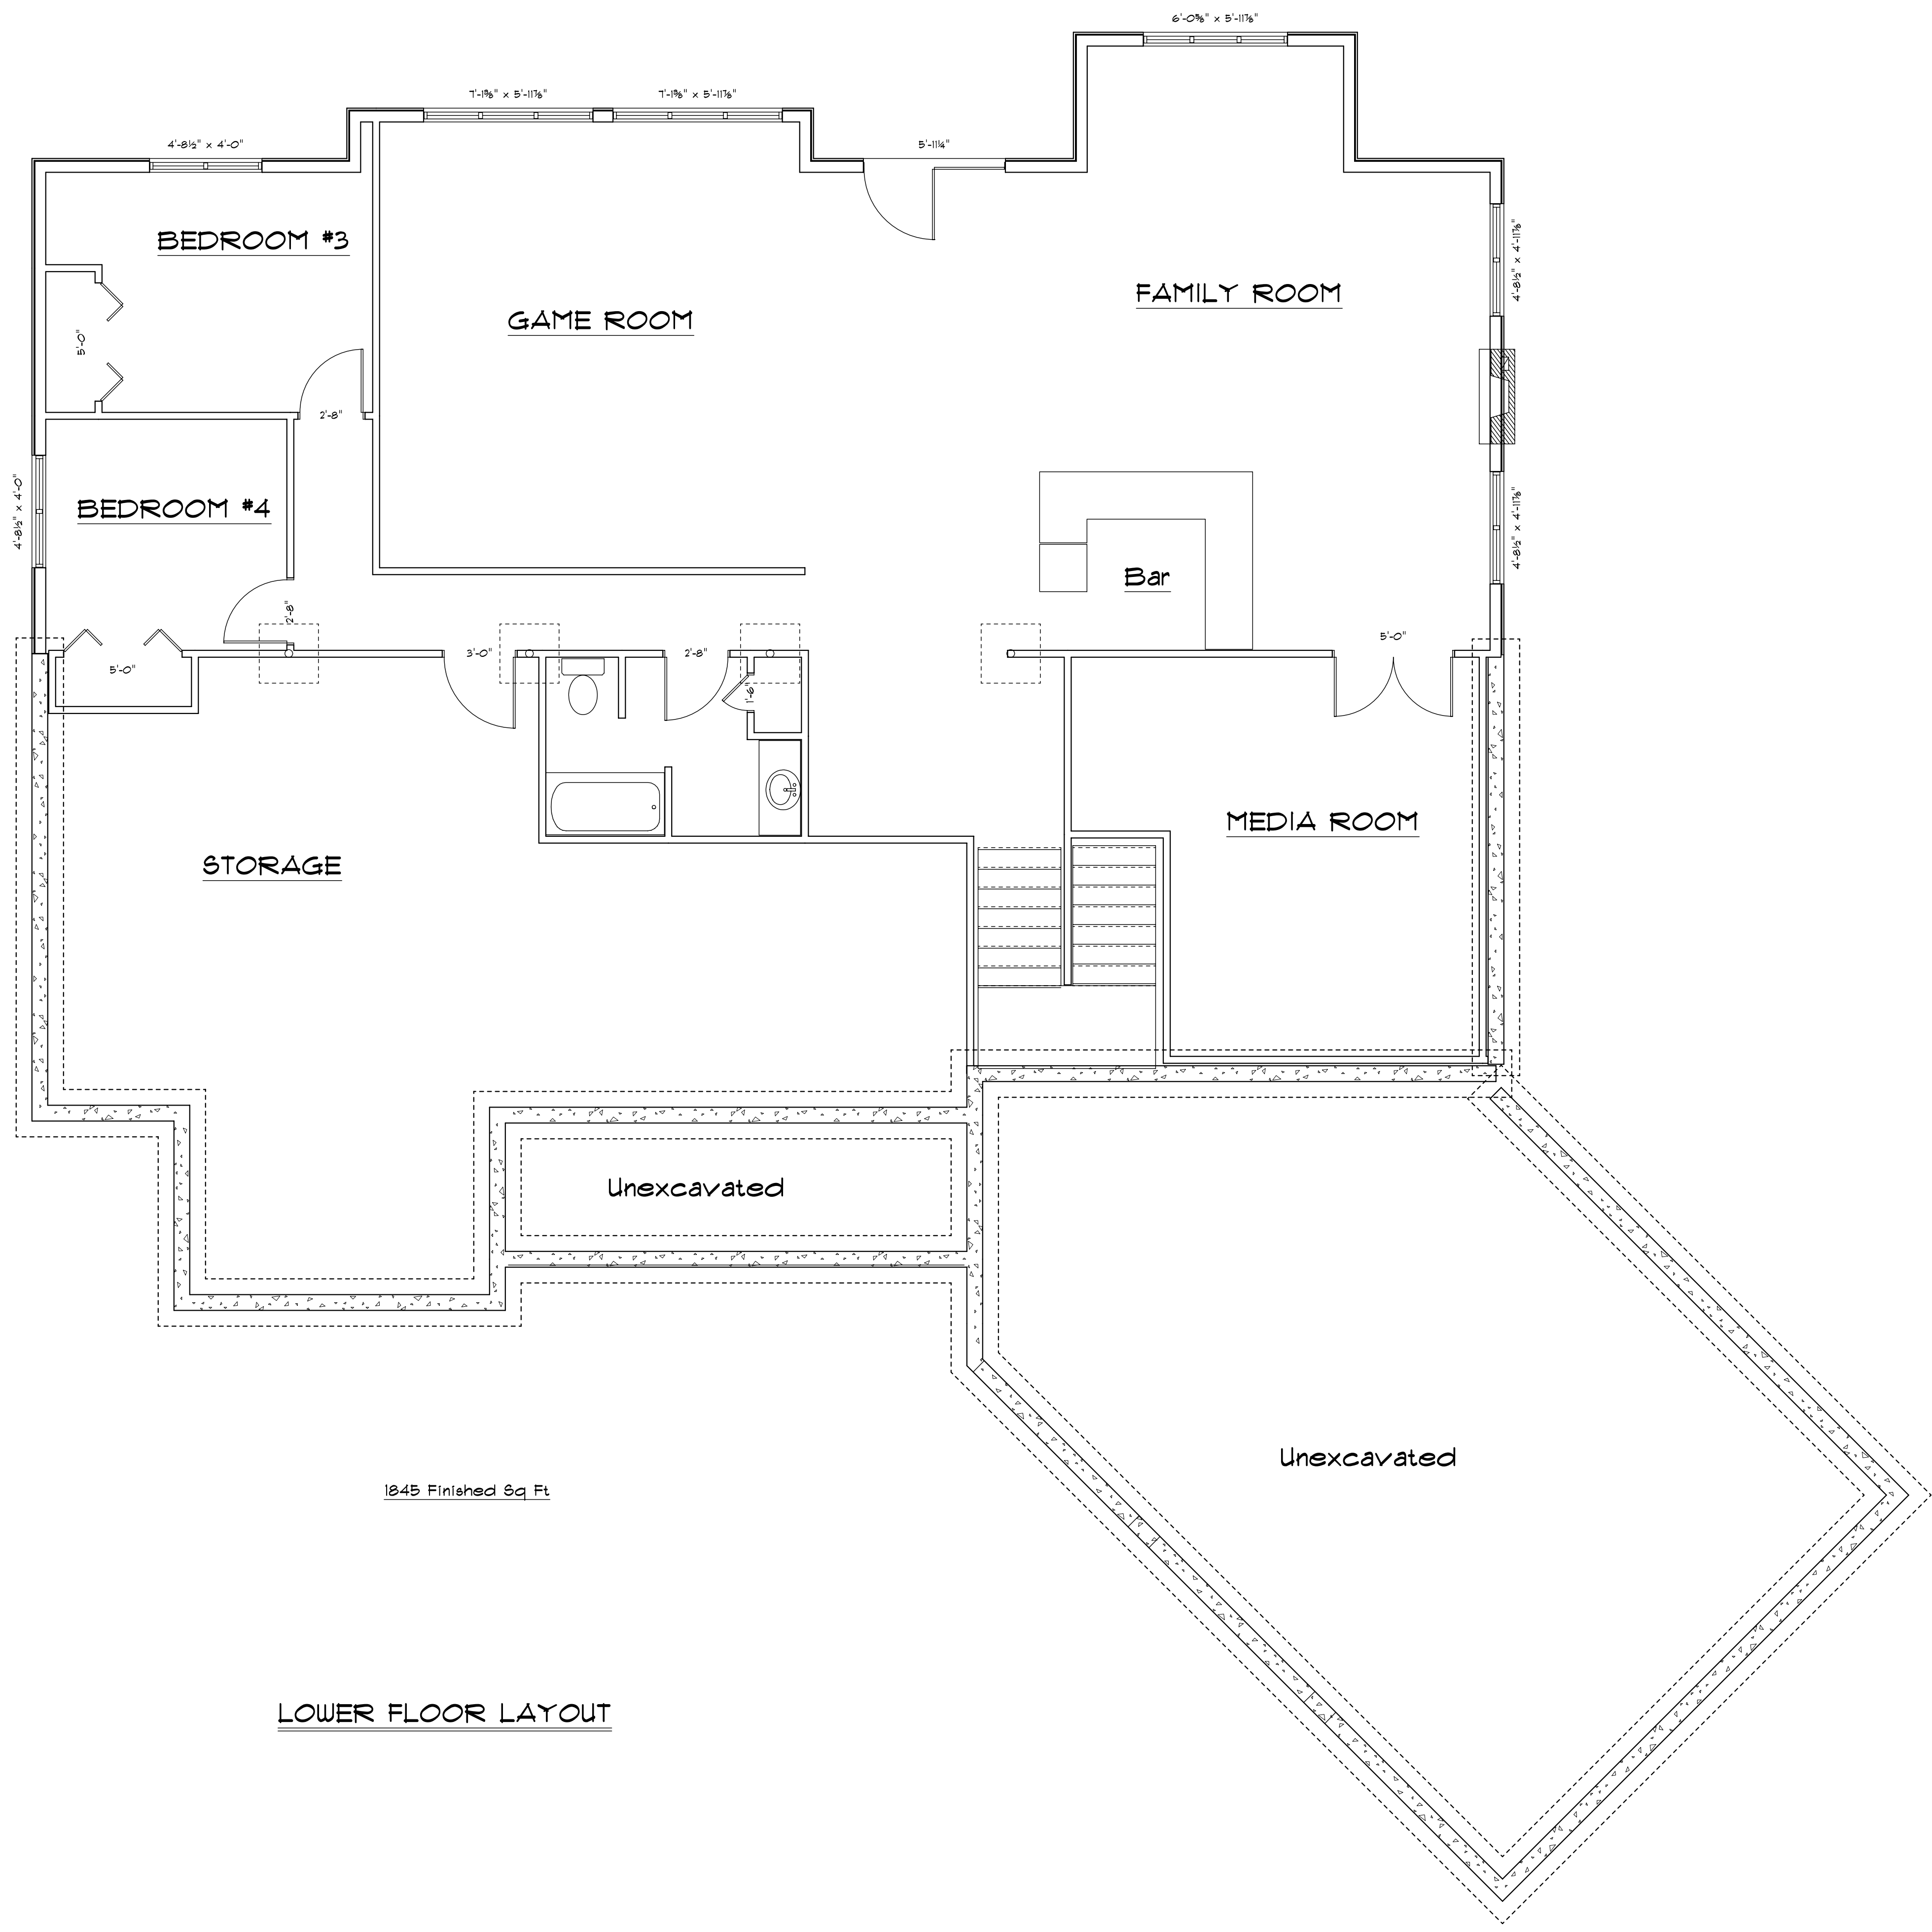 6'-0⅝" x 5'-11⅞"
7'-1⅝" x 5'-11⅞"
7'-1⅝" x 5'-11⅞"
4'-8½" x 4'-0"
5'-11¼"
BEDROOM #3
4'-8½" x 4'-11⅞"
FAMILY ROOM
GAME ROOM
5'-0"
2'-8"
BEDROOM #4
4'-8½" x 4'-0"
4'-8½" x 4'-11⅞"
Bar
2'-8"
5'-0"
3'-0"
2'-8"
5'-0"
1'-6"
MEDIA ROOM
STORAGE
Unexcavated
Unexcavated
1845 Finished Sq Ft
LOWER FLOOR LAYOUT